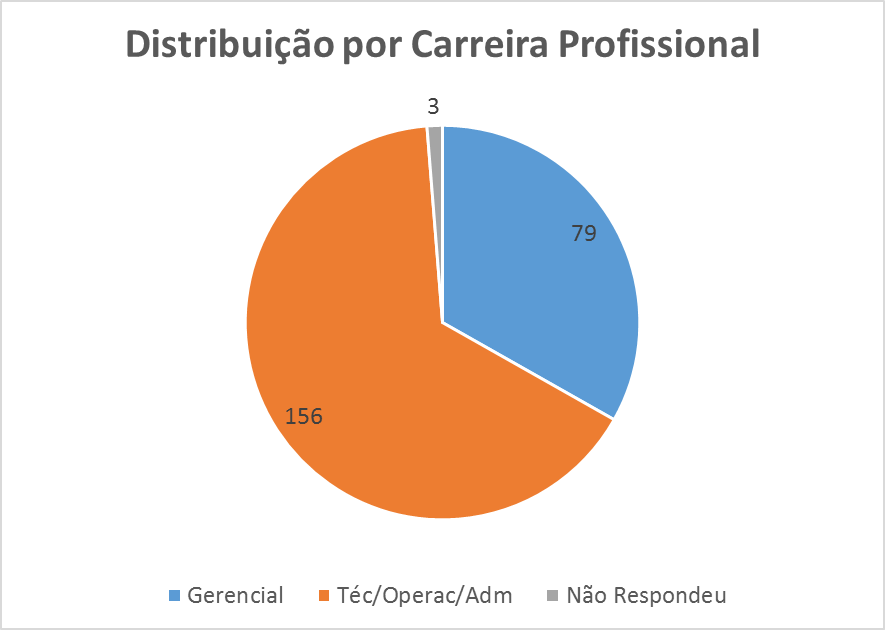 Distribuição por Carreira Profissional
3
79
156
Gerencial Téc/Operac/Adm Não Respondeu